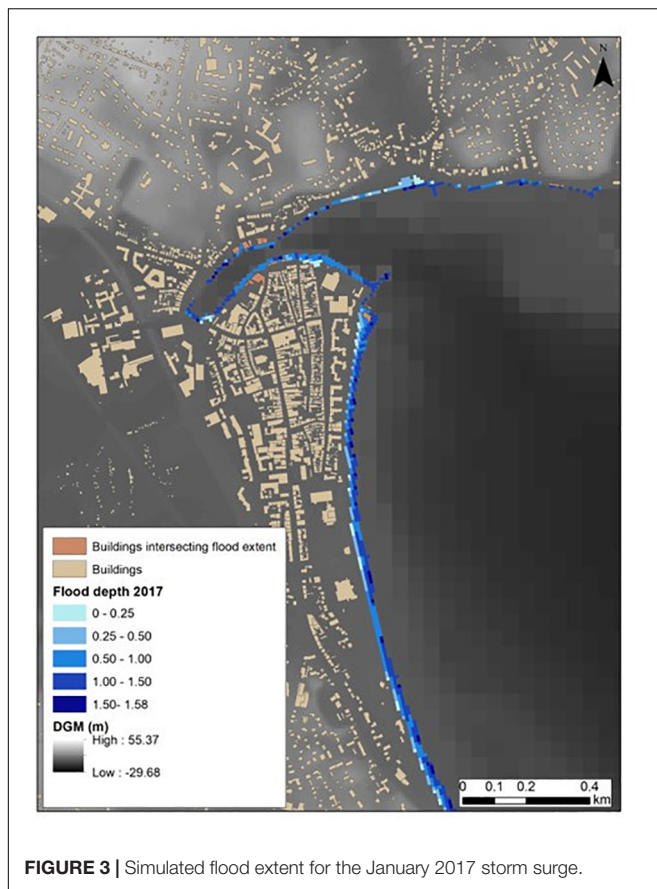 N
Buildings intersecting flood extent
Buildings
Flood depth 2017
0 - 0.25
0.25 - 0.50
0.50 - 1.00
1.00 - 1.50
1.50- 1.58
DGM (m)
High : 55.37
Low : -29.68
0 0.1 0.2 0.4
km
FIGURE 3 | Simulated flood extent for the January 2017 storm surge.